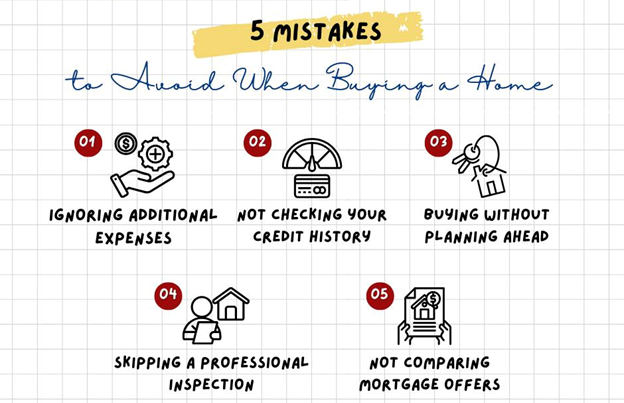 5 MISTAKES
to Avoid When Buying a Home
01
02
03
IGNORING ADDITIONAL
EXPENSES
NOT CHECKING YOUR
CREDIT HISTORY
BUYING WITHOUT
PLANNING AHEAD
04
05
SKIPPING A PROFESSIONAL
INSPECTION
NOT COMPARING
MORTGAGE OFFERS